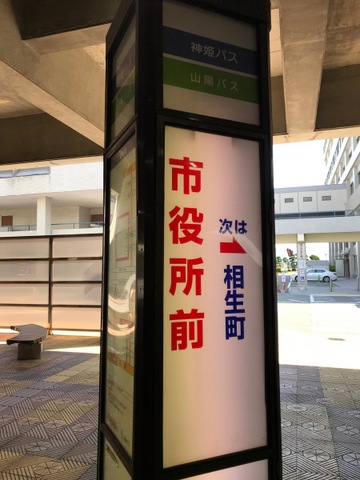 神姫バス
山陽バス
市役所前
次は
相生町